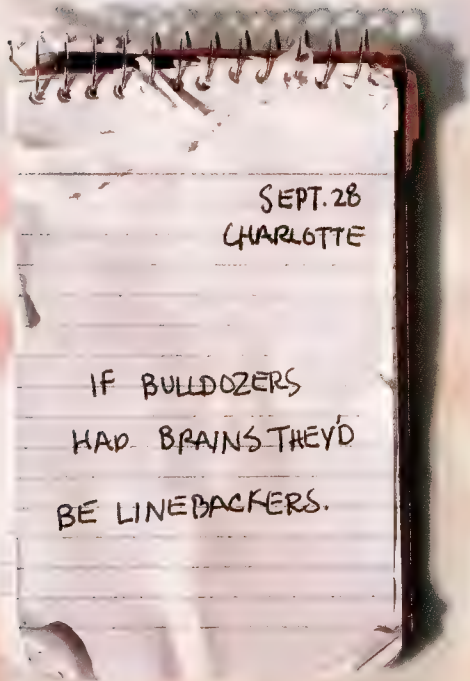 SEPT. 28
CHARLOTTE
IF BULLDOZERS
HAD BRAINS THEY'D
BE LINEBACKERS.